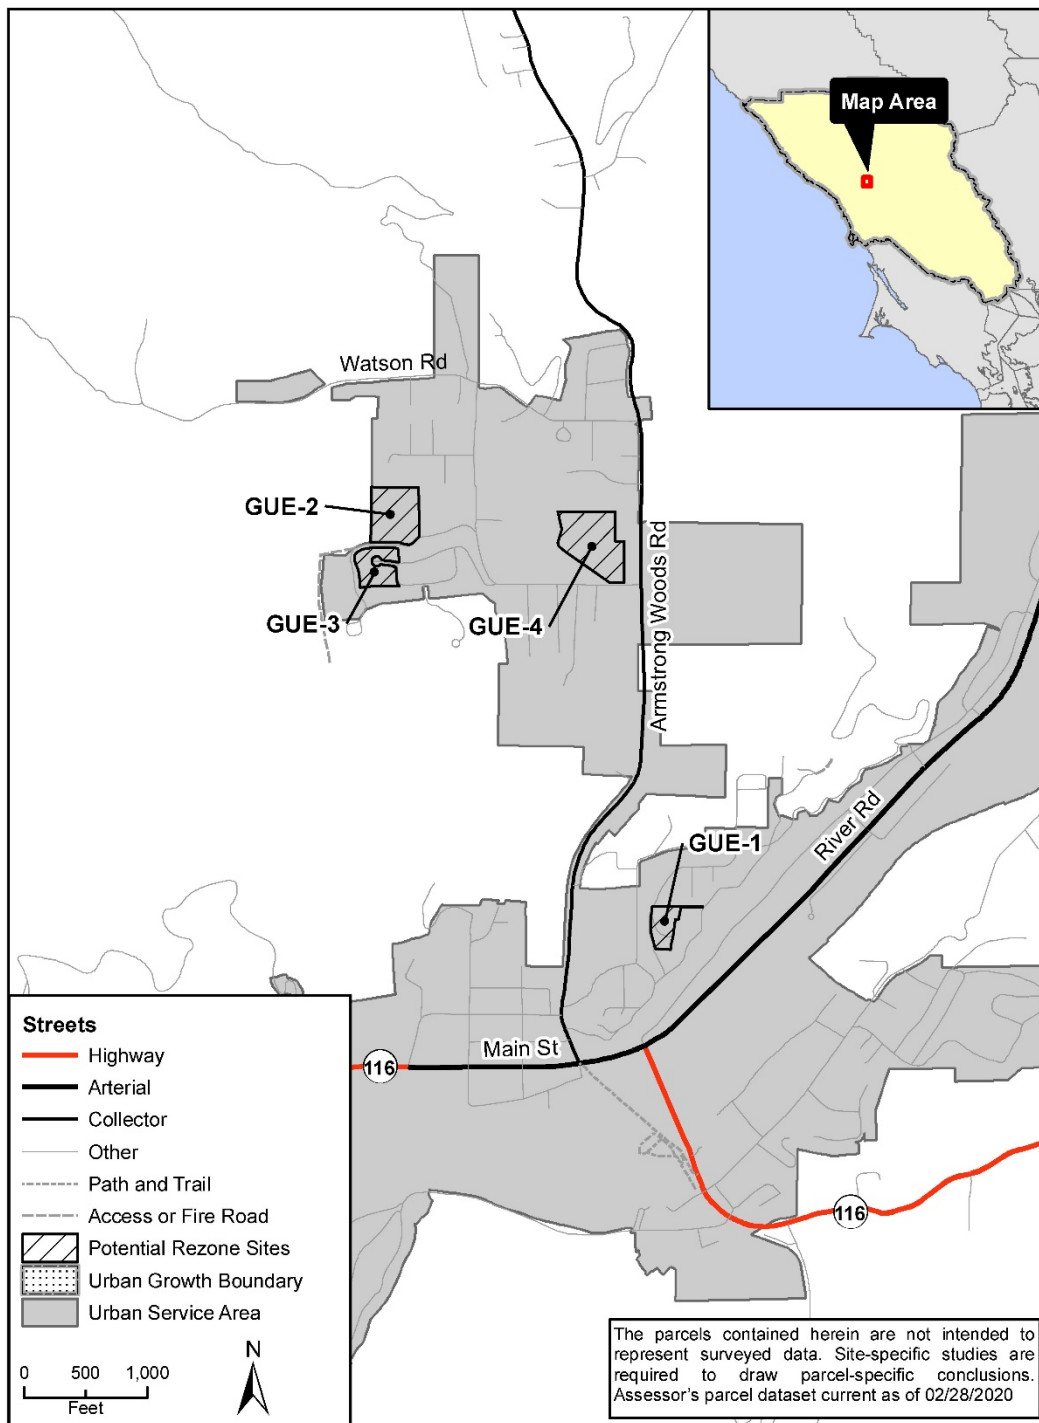 Map Area
Watson Rd
GUE-2
GUE-3
GUE-4
Armstrong Woods Rd
River Rd
GUE-1
Main St
116
116
Streets
Highway
Arterial
Collector
Other
Path and Trail
Access or Fire Road
Potential Rezone Sites
Urban Growth Boundary
Urban Service Area
N
0 500 1,000
Feet
The parcels contained herein are not intended to
represent surveyed data. Site-specific studies are
required to draw parcel-specific conclusions.
Assessor's parcel dataset current as of 02/28/2020